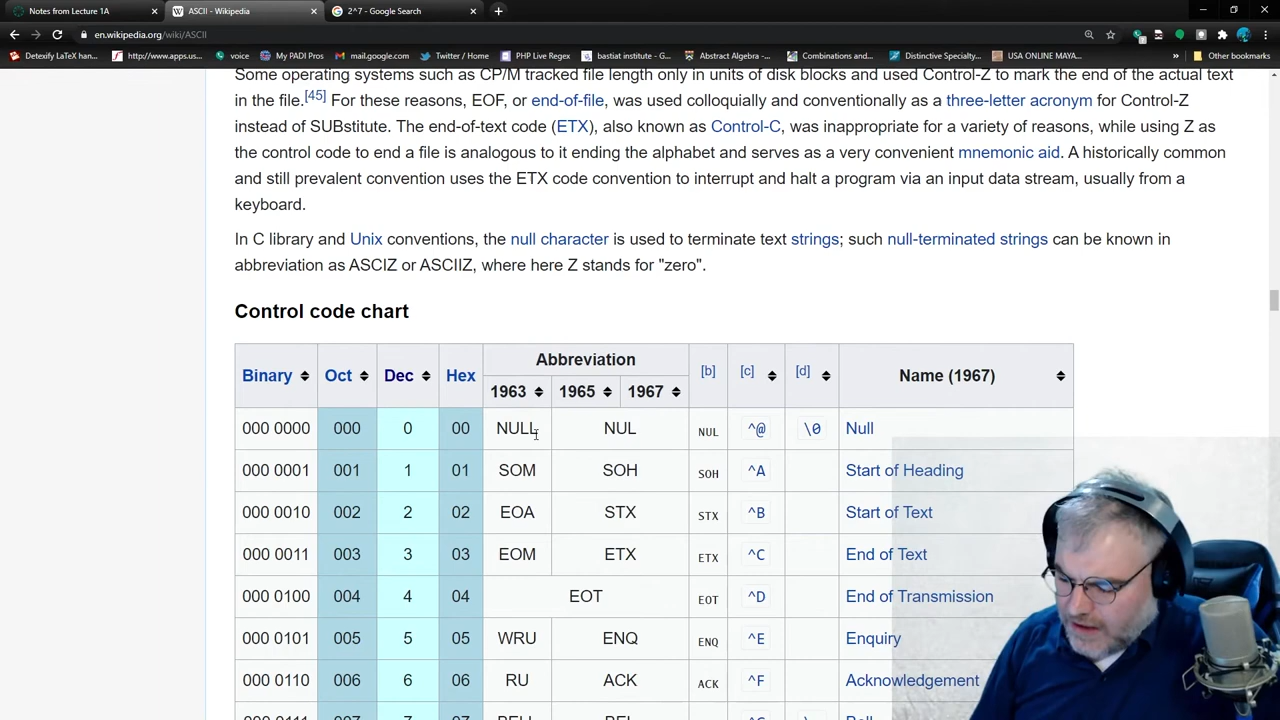 Notes from Lecture 1A
ASCII - Wikipedia
2^7 - Google Search
en.wikipedia.org/wiki/ASCII
Detexify LaTeX han...
http://www.apps.us...
voice
My PADI Pros
mail.google.com
Twitter / Home
PHP Live Regex
bastiat institute - G...
Abstract Algebra -...
Combinations and...
Distinctive Specialty...
USA ONLINE MAYA...
»
Other bookmarks
Some operating systems such as CP/M tracked file length only in units of disk blocks and used Control-Z to mark the end of the actual text
in the file.[45] For these reasons, EOF, or end-of-file, was used colloquially and conventionally as a three-letter acronym for Control-Z
instead of SUBstitute. The end-of-text code (ETX), also known as Control-C, was inappropriate for a variety of reasons, while using Z as
the control code to end a file is analogous to it ending the alphabet and serves as a very convenient mnemonic aid. A historically common
and still prevalent convention uses the ETX code convention to interrupt and halt a program via an input data stream, usually from a
keyboard.
In C library and Unix conventions, the null character is used to terminate text strings; such null-terminated strings can be known in
abbreviation as ASCIZ or ASCIIZ, where here Z stands for "zero".
Control code chart
Binary Oct Dec Hex Abbreviation [b] [c] [d] Name (1967)
1963 1965 1967
000 0000 000 0 00 NULL NUL NUL ^@ \0 Null
000 0001 001 1 01 SOM SOH SOH ^A Start of Heading
000 0010 002 2 02 EOA STX STX ^B Start of Text
000 0011 003 3 03 EOM ETX ETX ^C End of Text
000 0100 004 4 04 EOT EOT ^D End of Transmission
000 0101 005 5 05 WRU ENQ ENQ ^E Enquiry
000 0110 006 6 06 RU ACK ACK ^F Acknowledgement